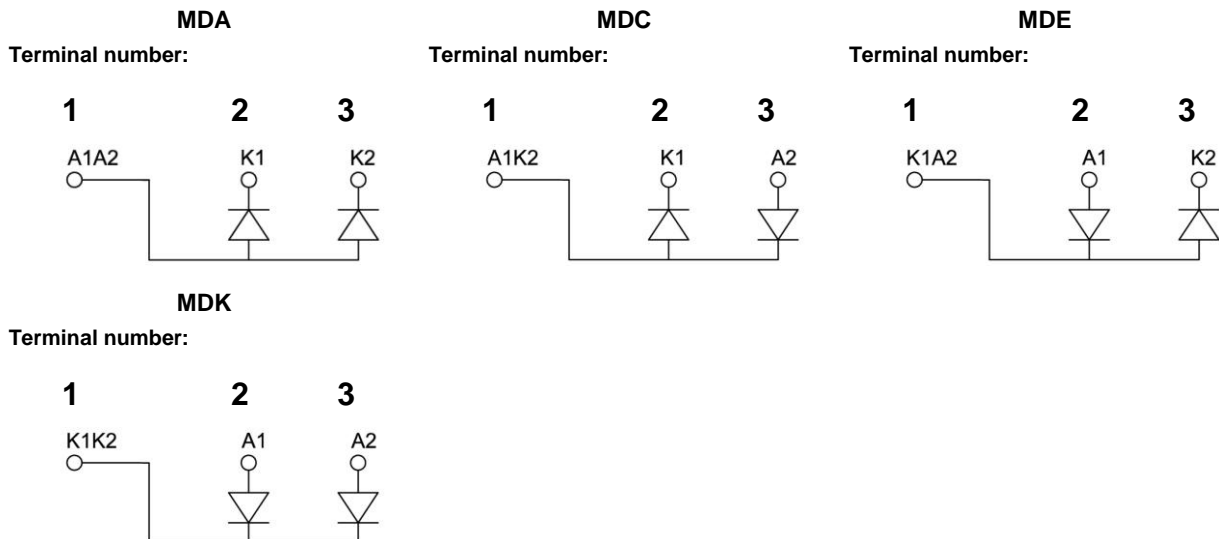 MDA MDC MDE
Terminal number: Terminal number: Terminal number:
1 2 3 1 2 3 1 2 3
A1A2 K1 K2 A1K2 K1 A2 K1A2 A1 K2
MDK
Terminal number:
1 2 3
K1K2 A1 A2